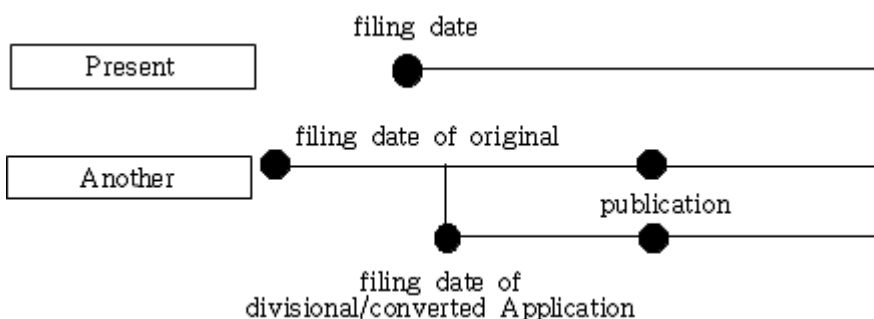 filing date
Present
filing date of original
Another
publication
filing date of
divisional/converted Application